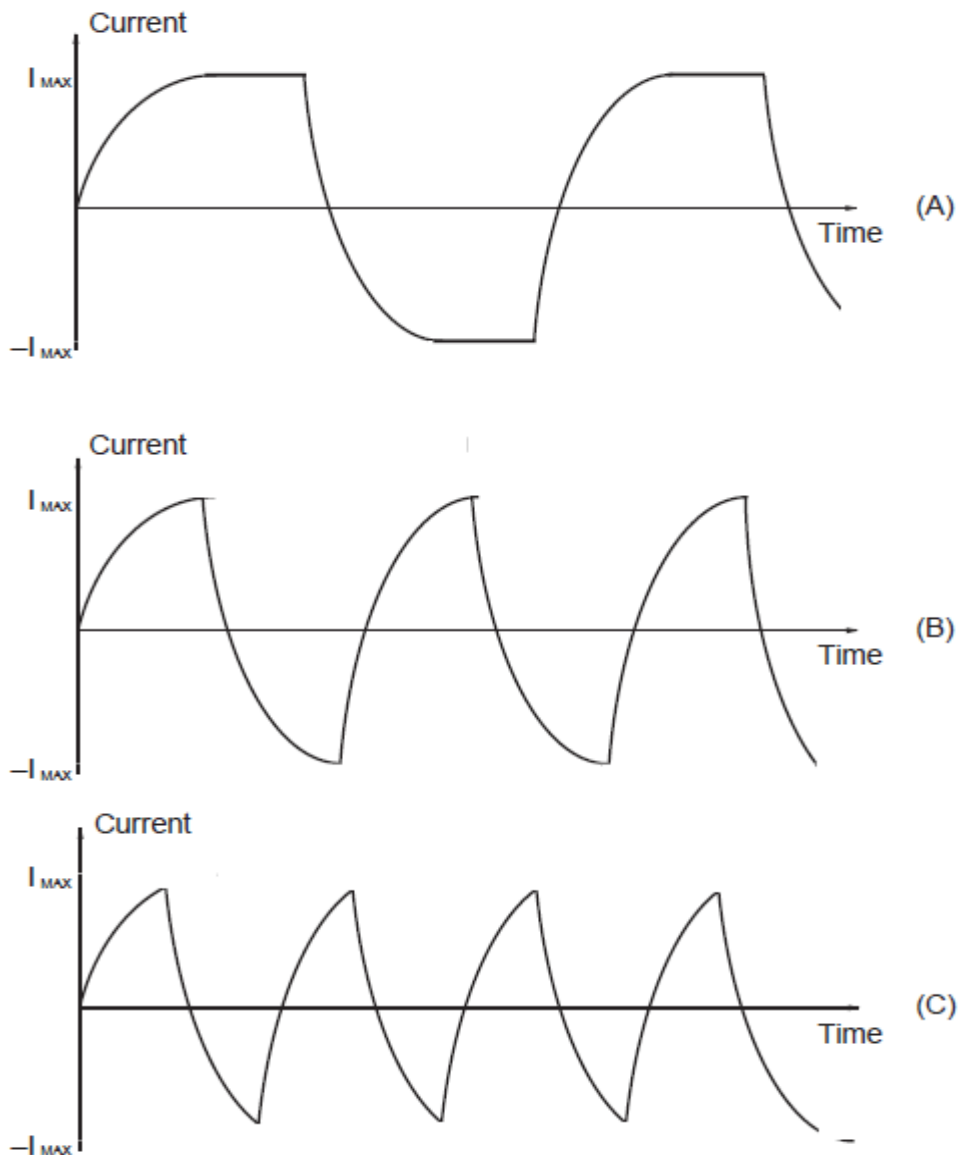 Current
I MAX
(A)
Time
–I MAX
Current
I MAX
(B)
Time
–I MAX
Current
I MAX
(C)
Time
–I MAX